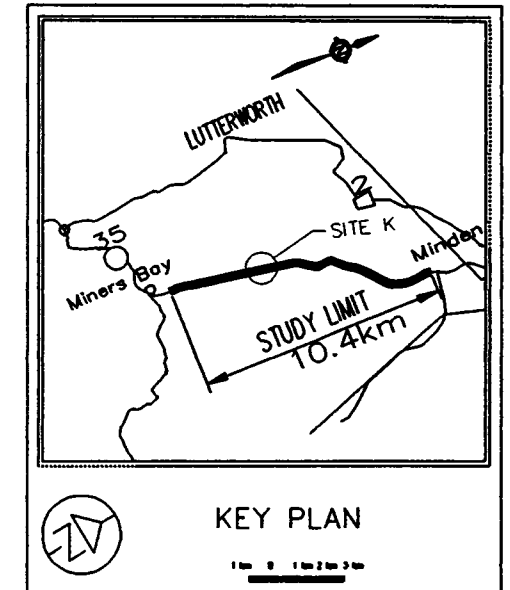 N
LUTTERWORTH
2
SITE K
35
Minden
Miners Bay
STUDY LIMIT
10.4km
N
KEY PLAN